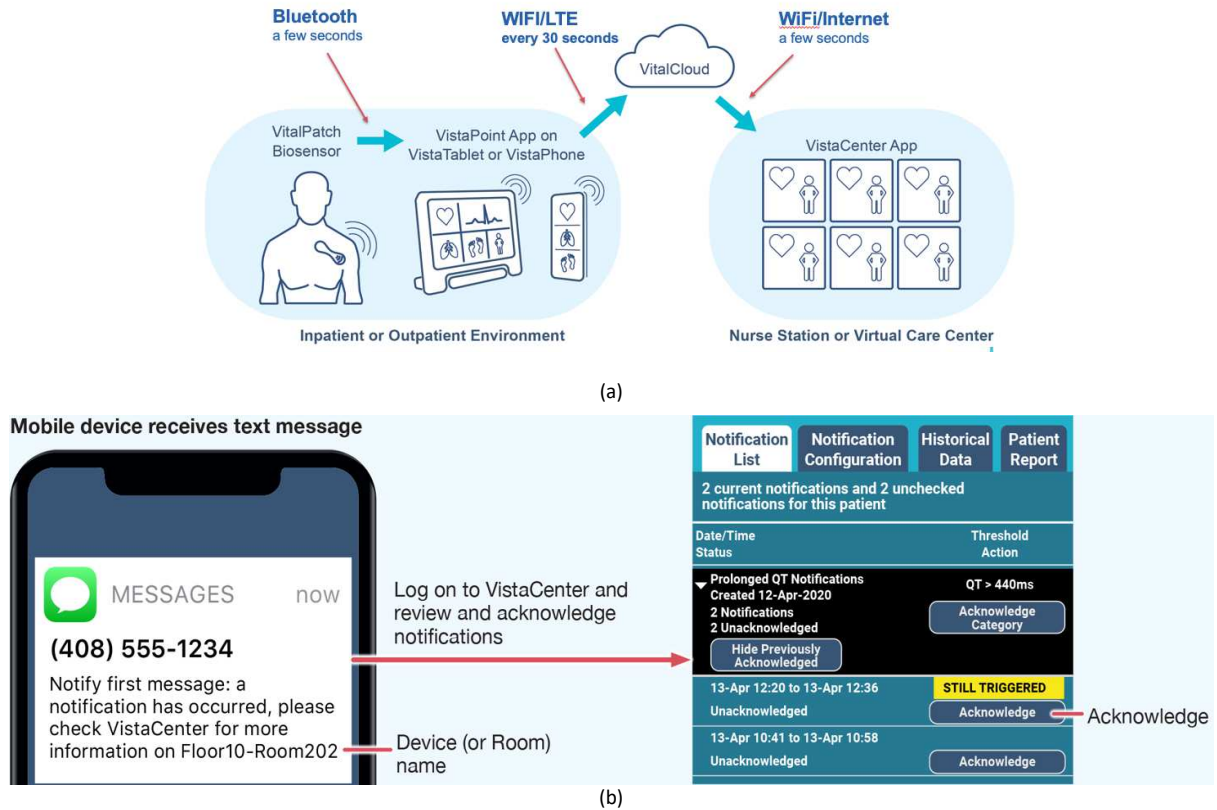 Bluetooth
a few seconds
WIFI/LTE
every 30 seconds
WiFi/Internet
a few seconds
VitalCloud
VitalPatch
Biosensor
VistaPoint App on
VistaTablet or VistaPhone
VistaCenter App
Inpatient or Outpatient Environment
Nurse Station or Virtual Care Center
(a)
Mobile device receives text message
MESSAGES now
(408) 555-1234
Notify first message: a
notification has occurred, please
check VistaCenter for more
information on Floor10-Room202
Log on to VistaCenter and
review and acknowledge
notifications
Device (or Room)
name
Notification
List
Notification
Configuration
Historical
Data
Patient
Report
2 current notifications and 2 unchecked
notifications for this patient
Date/Time
Status
Threshold
Action
Prolonged QT Notifications
Created 12-Apr-2020
2 Notifications
2 Unacknowledged
QT > 440ms
Acknowledge
Category
Hide Previously
Acknowledged
13-Apr 12:20 to 13-Apr 12:36
STILL TRIGGERED
Unacknowledged
Acknowledge
Acknowledge
13-Apr 10:41 to 13-Apr 10:58
Unacknowledged
Acknowledge
(b)